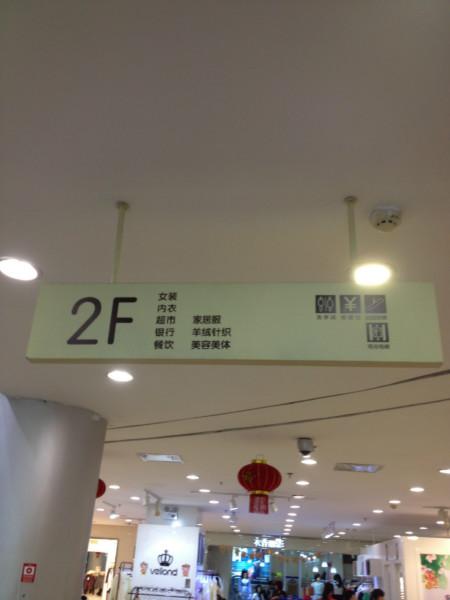 2F
女装
内衣
超市 家居服
银行 羊绒针织
餐饮 美容美体
¥
vellond